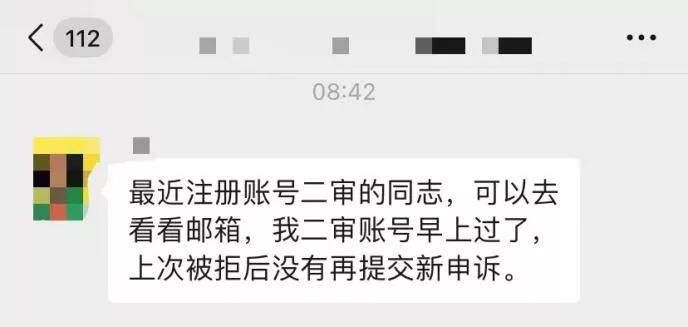 112
08:42
最近注册账号二审的同志，可以去
看看邮箱，我二审账号早上过了，
上次被拒后没有再提交新申诉。